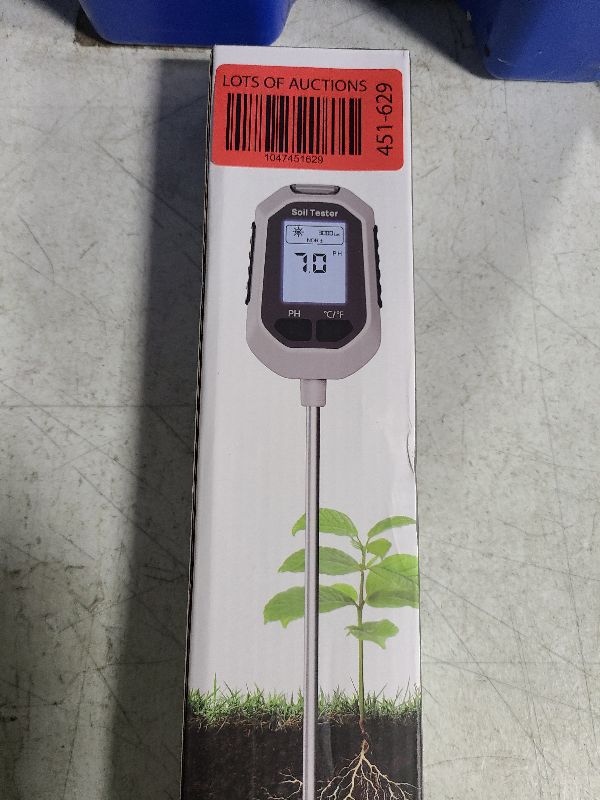 LOTS OF AUCTIONS
451-629
1047451629
Soil Tester
PH
7.0
PH °C/°F